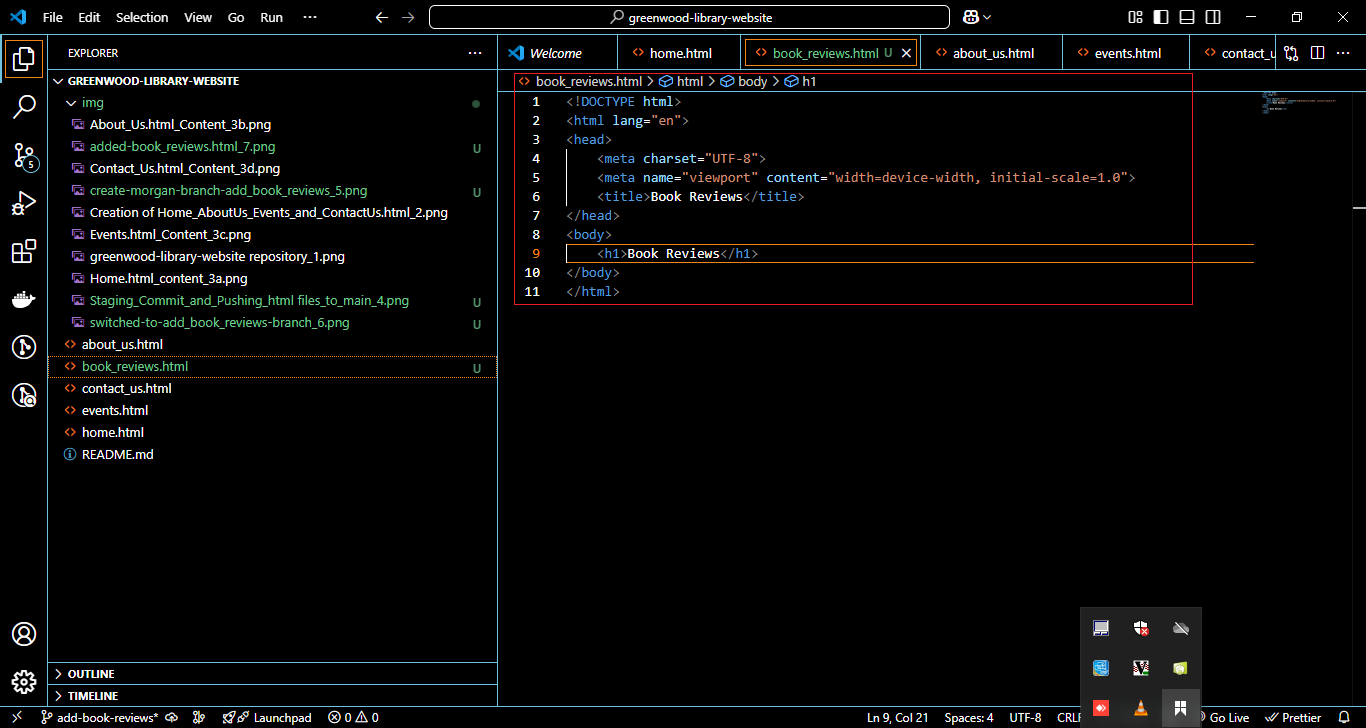 File Edit Selection View Go Run ···
greenwood-library-website
EXPLORER ···
GREENWOOD-LIBRARY-WEBSITE
img
About_Us.html_Content_3b.png
added-book_reviews.html_7.png U
Contact_Us.html_Content_3d.png
create-morgan-branch-add_book_reviews_5.png U
Creation of Home_AboutUs_Events_and_ContactUs.html_2.png
Events.html_Content_3c.png
greenwood-library-website repository_1.png
Home.html_content_3a.png
Staging_Commit_and_Pushing_html files_to_main_4.png U
switched-to-add_book_reviews-branch_6.png U
about_us.html
book_reviews.html U
contact_us.html
events.html
home.html
README.md
OUTLINE
TIMELINE
5
Welcome home.html book_reviews.html U about_us.html events.html contact_u
book_reviews.html > html > body > h1
1 <!DOCTYPE html>
2 <html lang="en">
3 <head>
4 <meta charset="UTF-8">
5 <meta name="viewport" content="width=device-width, initial-scale=1.0">
6 <title>Book Reviews</title>
7 </head>
8 <body>
9 <h1>Book Reviews</h1>
10 </body>
11 </html>
add-book-reviews* Launchpad 0 0 Ln 9, Col 21 Spaces: 4 UTF-8 CRLF Go Live Prettier